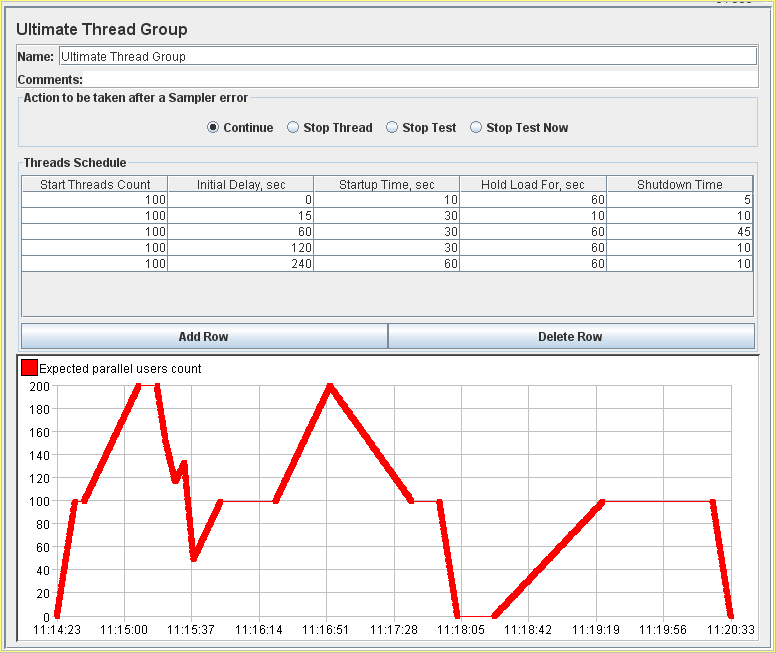 Ultimate Thread Group
Name: Ultimate Thread Group
Comments:
Action to be taken after a Sampler error
Continue Stop Thread Stop Test Stop Test Now
Threads Schedule
Start Threads Count Initial Delay, sec Startup Time, sec Hold Load For, sec Shutdown Time
100 0 10 60 5
100 15 30 10 10
100 60 30 60 45
100 120 30 60 10
100 240 60 60 10
Add Row Delete Row
Expected parallel users count
200
180
160
140
120
100
80
60
40
20
0
11:14:23 11:15:00 11:15:37 11:16:14 11:16:51 11:17:28 11:18:05 11:18:42 11:19:19 11:19:56 11:20:33